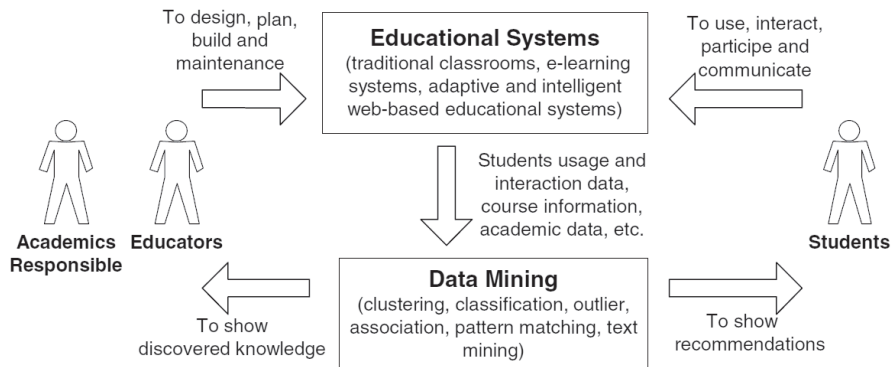 To design, plan,
build and
maintenance
Educational Systems
(traditional classrooms, e-learning
systems, adaptive and intelligent
web-based educational systems)
To use, interact,
participe and
communicate
Students usage and
interaction data,
course information,
academic data, etc.
Academics
Responsible
Educators
Students
Data Mining
(clustering, classification, outlier,
association, pattern matching, text
mining)
To show
discovered knowledge
To show
recommendations